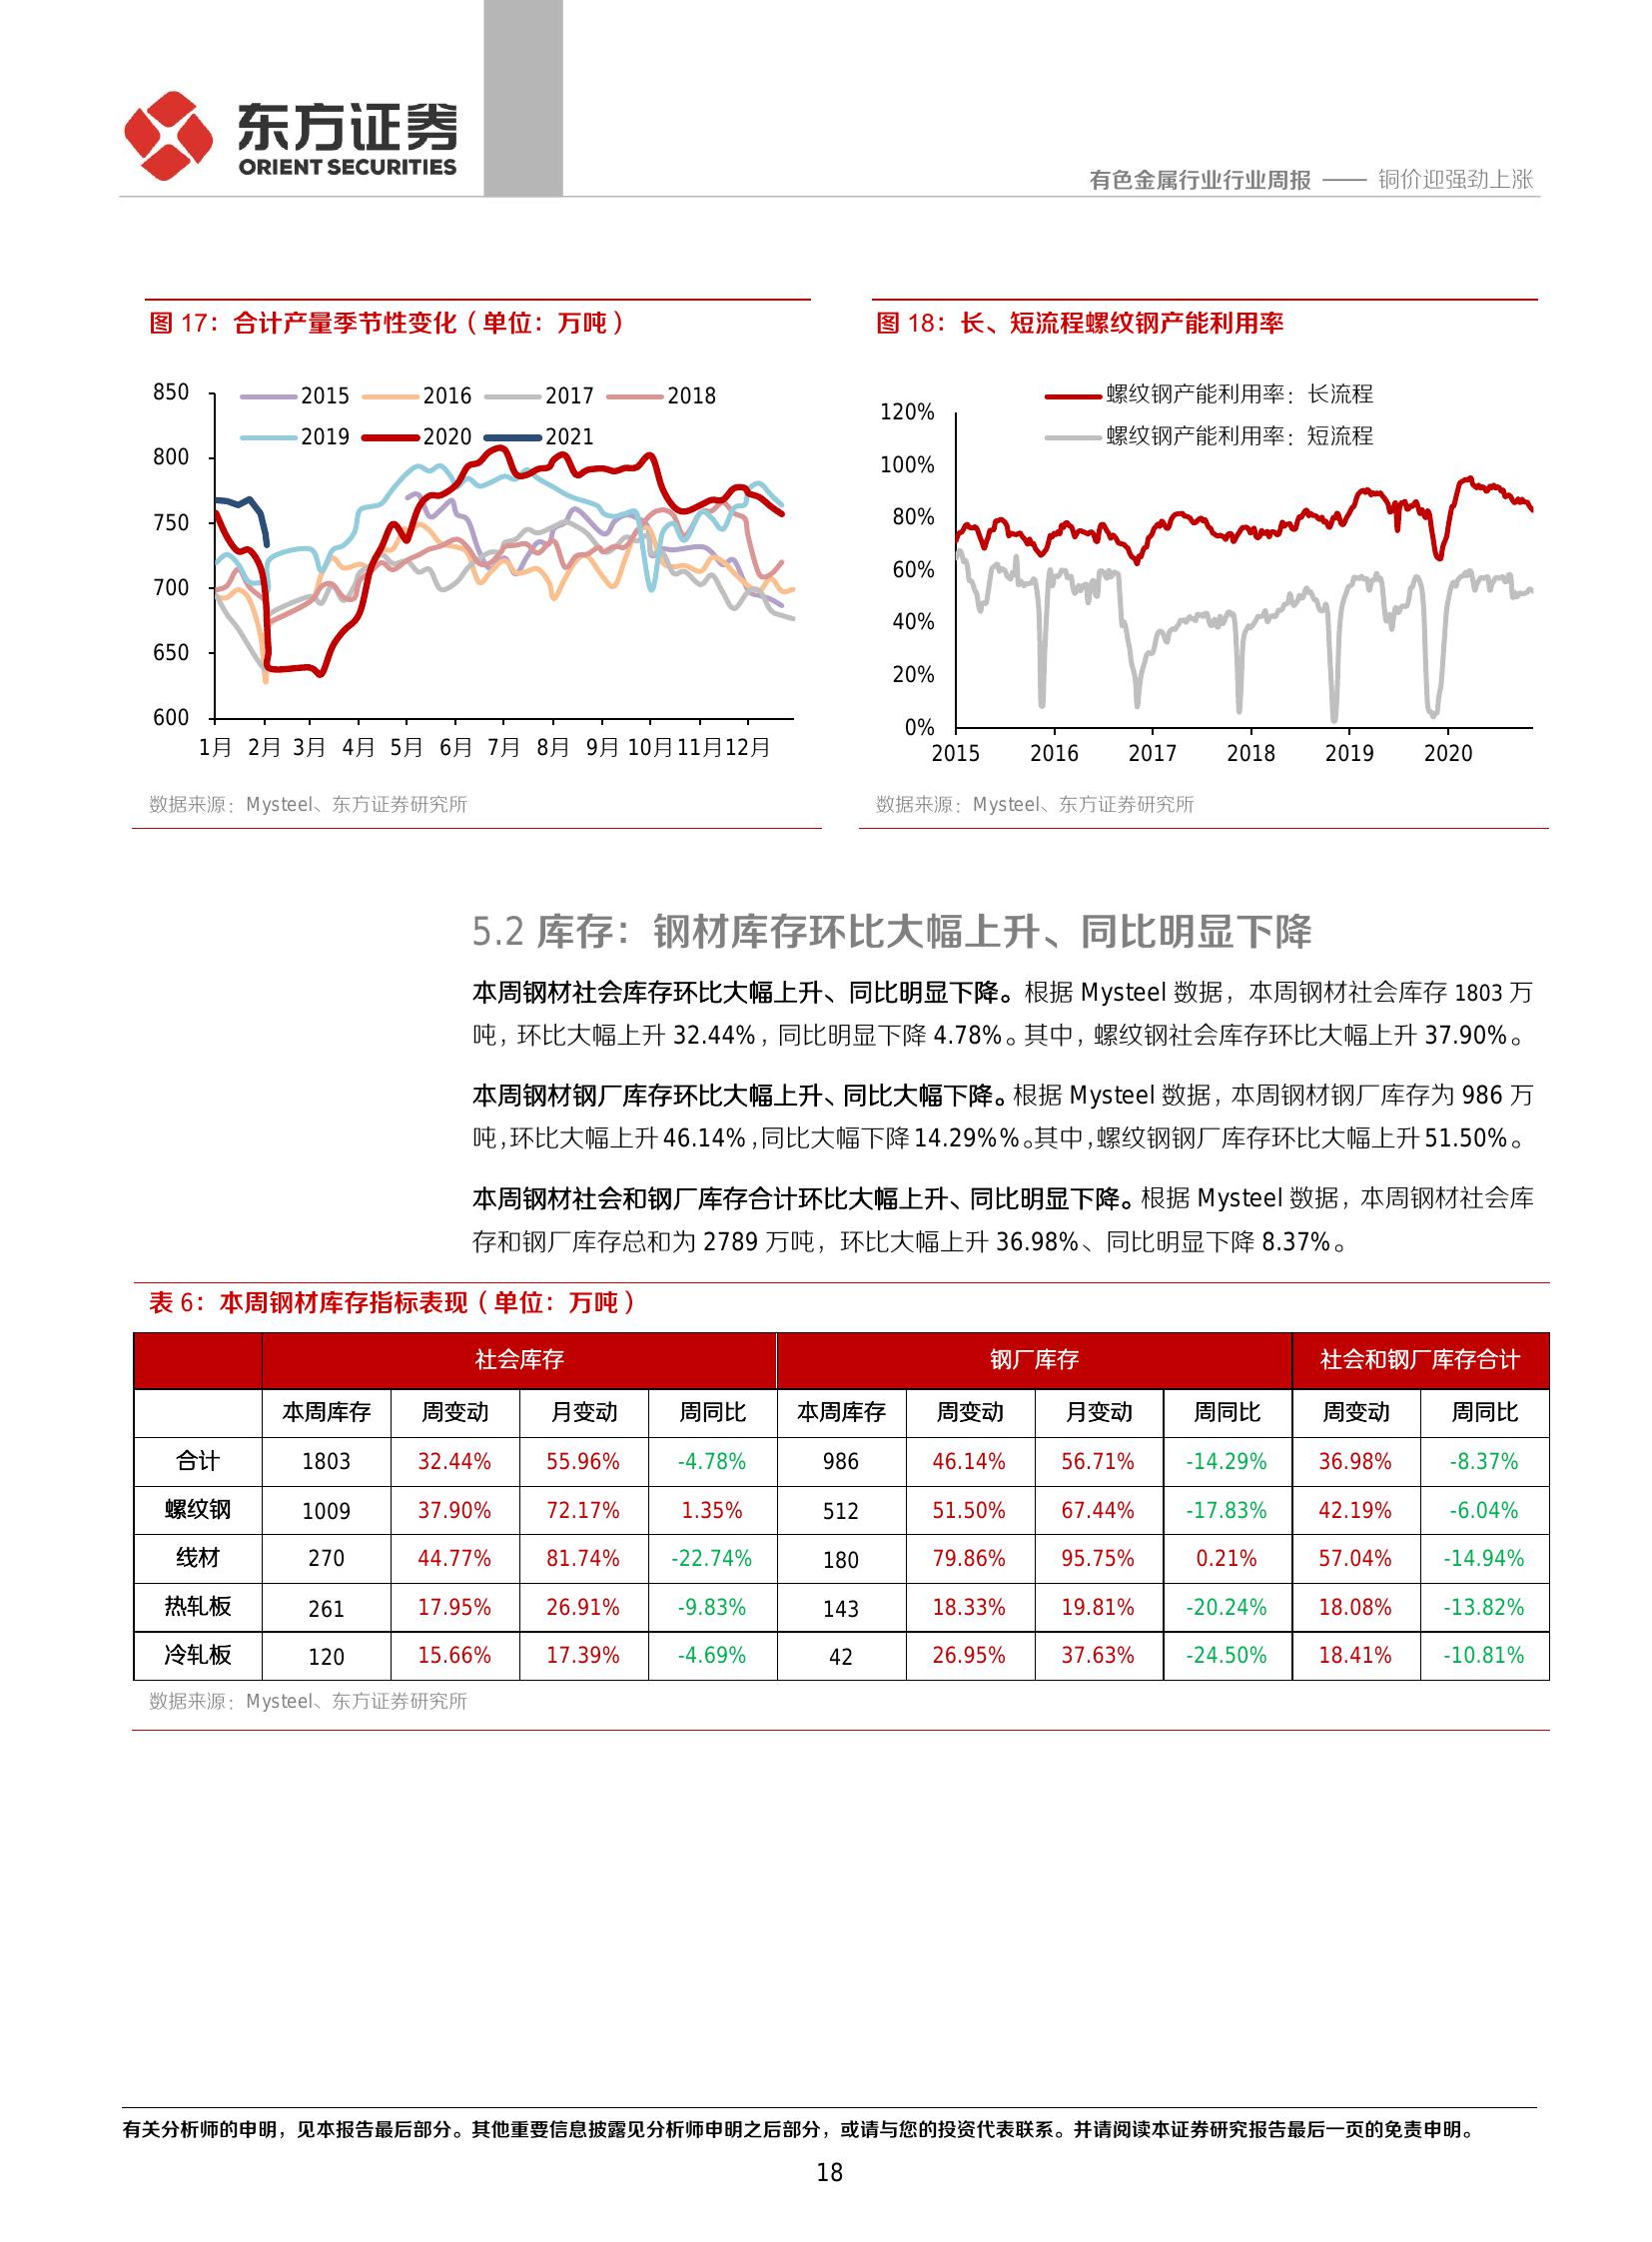 东方证券
ORIENT SECURITIES
有色金属行业行业周报 —— 铜价迎强劲上涨
图 17：合计产量季节性变化（单位：万吨）
850
800
750
700
650
600
2015 2016 2017 2018
2019 2020 2021
1月 2月 3月 4月 5月 6月 7月 8月 9月 10月 11月 12月
数据来源：Mysteel、东方证券研究所
图 18：长、短流程螺纹钢产能利用率
螺纹钢产能利用率：长流程
螺纹钢产能利用率：短流程
120%
100%
80%
60%
40%
20%
0%
2015 2016 2017 2018 2019 2020
数据来源：Mysteel、东方证券研究所
5.2 库存：钢材库存环比大幅上升、同比明显下降
本周钢材社会库存环比大幅上升、同比明显下降。根据 Mysteel 数据，本周钢材社会库存 1803 万
吨，环比大幅上升 32.44%，同比明显下降 4.78%。其中，螺纹钢社会库存环比大幅上升 37.90%。
本周钢材钢厂库存环比大幅上升、同比大幅下降。根据 Mysteel 数据，本周钢材钢厂库存为 986 万
吨，环比大幅上升 46.14%，同比大幅下降 14.29%%。其中，螺纹钢钢厂库存环比大幅上升 51.50%。
本周钢材社会和钢厂库存合计环比大幅上升、同比明显下降。根据 Mysteel 数据，本周钢材社会库
存和钢厂库存总和为 2789 万吨，环比大幅上升 36.98%、同比明显下降 8.37%。
表 6：本周钢材库存指标表现（单位：万吨）
社会库存 钢厂库存 社会和钢厂库存合计
本周库存 周变动 月变动 周同比 本周库存 周变动 月变动 周同比 周变动 周同比
合计 1803 32.44% 55.96% -4.78% 986 46.14% 56.71% -14.29% 36.98% -8.37%
螺纹钢 1009 37.90% 72.17% 1.35% 512 51.50% 67.44% -17.83% 42.19% -6.04%
线材 270 44.77% 81.74% -22.74% 180 79.86% 95.75% 0.21% 57.04% -14.94%
热轧板 261 17.95% 26.91% -9.83% 143 18.33% 19.81% -20.24% 18.08% -13.82%
冷轧板 120 15.66% 17.39% -4.69% 42 26.95% 37.63% -24.50% 18.41% -10.81%
数据来源：Mysteel、东方证券研究所
有关分析师的申明，见本报告最后部分。其他重要信息披露见分析师申明之后部分，或请与您的投资代表联系。并请阅读本证券研究报告最后一页的免责申明。
18